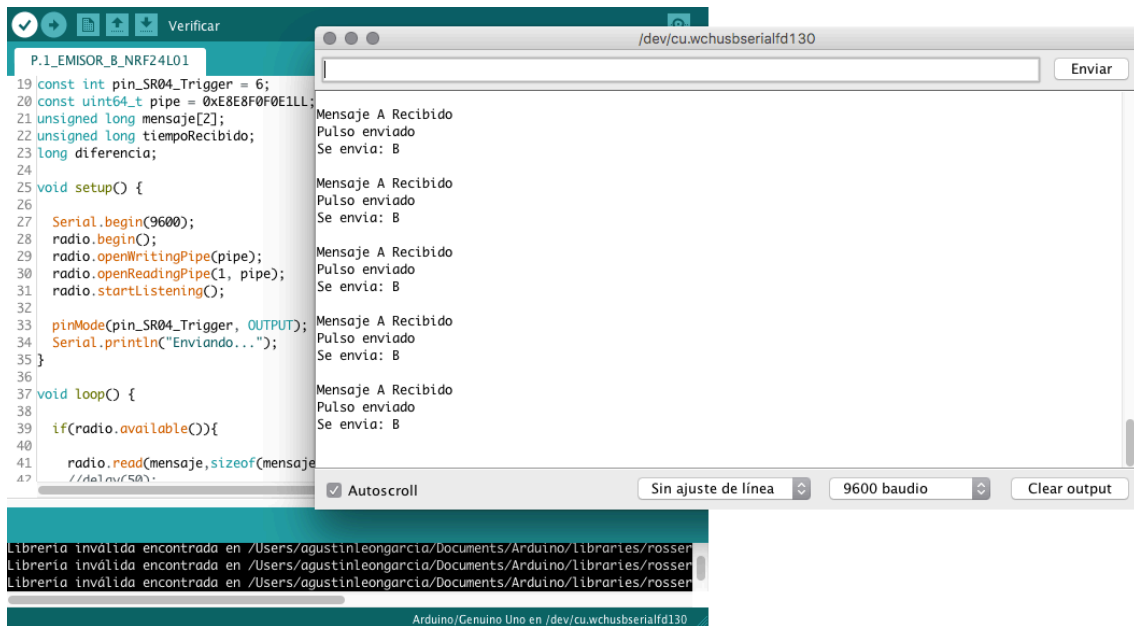 Verificar
P.1_EMISOR_B_NRF24L01
19 const int pin_SR04_Trigger = 6;
20 const uint64_t pipe = 0xE8E8F0F0E1LL;
21 unsigned long mensaje[2];
22 unsigned long tiempoRecibido;
23 long diferencia;
24
25 void setup() {
26
27 Serial.begin(9600);
28 radio.begin();
29 radio.openWritingPipe(pipe);
30 radio.openReadingPipe(1, pipe);
31 radio.startListening();
32
33 pinMode(pin_SR04_Trigger, OUTPUT);
34 Serial.println("Enviando...");
35 }
36
37 void loop() {
38
39 if(radio.available()){
40
41 radio.read(mensaje,sizeof(mensaje
42 //delay(50);
/dev/cu.wchusbserialfd130
Enviar
Mensaje A Recibido
Pulso enviado
Se envia: B
Mensaje A Recibido
Pulso enviado
Se envia: B
Mensaje A Recibido
Pulso enviado
Se envia: B
Mensaje A Recibido
Pulso enviado
Se envia: B
Mensaje A Recibido
Pulso enviado
Se envia: B
Autoscroll
Sin ajuste de línea
9600 baudio
Clear output
Librería inválida encontrada en /Users/agustinleongarcia/Documents/Arduino/libraries/rosser
Librería inválida encontrada en /Users/agustinleongarcia/Documents/Arduino/libraries/rosser
Librería inválida encontrada en /Users/agustinleongarcia/Documents/Arduino/libraries/rosser
Arduino/Genuino Uno en /dev/cu.wchusbserialfd130